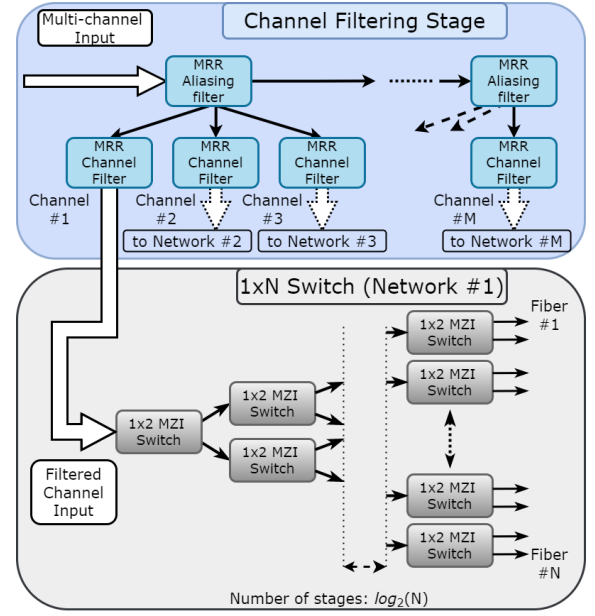 Channel Filtering Stage
Multi-channel
Input
MRR
Aliasing
filter
MRR
Aliasing
filter
MRR
Channel
Filter
MRR
Channel
Filter
MRR
Channel
Filter
MRR
Channel
Filter
Channel
#1
Channel
#2
Channel
#3
Channel
#M
to Network #2
to Network #3
to Network #M
1xN Switch (Network #1)
1x2 MZI
Switch
Fiber
#1
1x2 MZI
Switch
1x2 MZI
Switch
1x2 MZI
Switch
1x2 MZI
Switch
Filtered
Channel
Input
1x2 MZI
Switch
1x2 MZI
Switch
Fiber
#N
Number of stages: log₂(N)